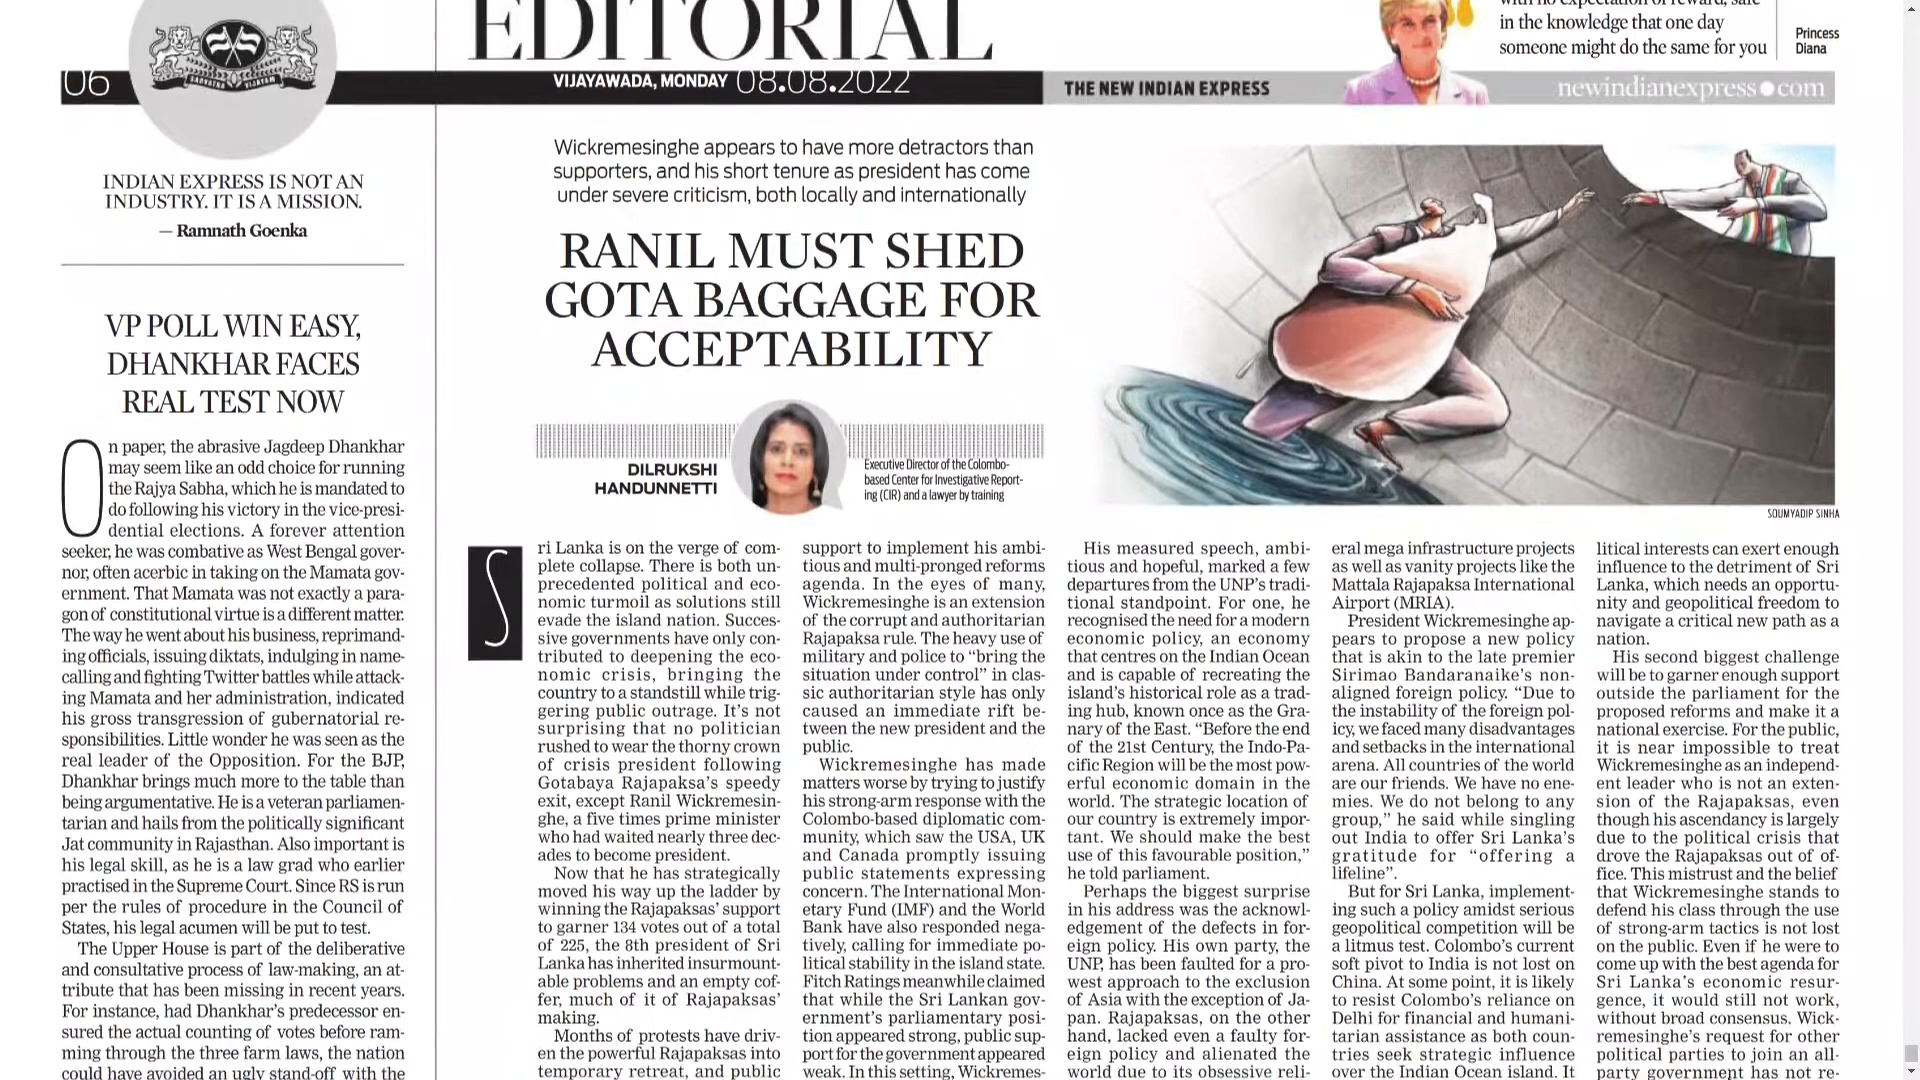 EDITORIAL
in the knowledge that one day
someone might do the same for you
Princess
Diana
06
VIJAYAWADA, MONDAY 08.08.2022
THE NEW INDIAN EXPRESS
newindianexpress●com
INDIAN EXPRESS IS NOT AN
INDUSTRY. IT IS A MISSION.
— Ramnath Goenka
VP POLL WIN EASY,
DHANKHAR FACES
REAL TEST NOW
On paper, the abrasive Jagdeep Dhankhar
may seem like an odd choice for running
the Rajya Sabha, which he is mandated to
do following his victory in the vice-presi-
dential elections. A forever attention
seeker, he was combative as West Bengal gover-
nor, often acerbic in taking on the Mamata gov-
ernment. That Mamata was not exactly a para-
gon of constitutional virtue is a different matter.
The way he went about his business, reprimand-
ing officials, issuing diktats, indulging in name-
calling and fighting Twitter battles while attack-
ing Mamata and her administration, indicated
his gross transgression of gubernatorial re-
sponsibilities. Little wonder he was seen as the
real leader of the Opposition. For the BJP,
Dhankhar brings much more to the table than
being argumentative. He is a veteran parliamen-
tarian and hails from the politically significant
Jat community in Rajasthan. Also important is
his legal skill, as he is a law grad who earlier
practised in the Supreme Court. Since RS is run
per the rules of procedure in the Council of
States, his legal acumen will be put to test.
The Upper House is part of the deliberative
and consultative process of law-making, an at-
tribute that has been missing in recent years.
For instance, had Dhankhar's predecessor en-
sured the actual counting of votes before ram-
ming through the three farm laws, the nation
could have avoided an ugly stand-off with the
Wickremesinghe appears to have more detractors than
supporters, and his short tenure as president has come
under severe criticism, both locally and internationally
RANIL MUST SHED
GOTA BAGGAGE FOR
ACCEPTABILITY
DILRUKSHI
HANDUNNETTI
Executive Director of the Colombo-
based Center for Investigative Report-
ing (CIR) and a lawyer by training
SOUMYADIP SINHA
Sri Lanka is on the verge of com-
plete collapse. There is both un-
precedented political and eco-
nomic turmoil as solutions still
evade the island nation. Succes-
sive governments have only con-
tributed to deepening the eco-
nomic crisis, bringing the
country to a standstill while trig-
gering public outrage. It's not
surprising that no politician
rushed to wear the thorny crown
of crisis president following
Gotabaya Rajapaksa's speedy
exit, except Ranil Wickremesin-
ghe, a five times prime minister
who had waited nearly three dec-
ades to become president.
Now that he has strategically
moved his way up the ladder by
winning the Rajapaksas' support
to garner 134 votes out of a total
of 225, the 8th president of Sri
Lanka has inherited insurmount-
able problems and an empty cof-
fer, much of it of Rajapaksas'
making.
Months of protests have driv-
en the powerful Rajapaksas into
temporary retreat, and public
support to implement his ambi-
tious and multi-pronged reforms
agenda. In the eyes of many,
Wickremesinghe is an extension
of the corrupt and authoritarian
Rajapaksa rule. The heavy use of
military and police to “bring the
situation under control” in clas-
sic authoritarian style has only
caused an immediate rift be-
tween the new president and the
public.
Wickremesinghe has made
matters worse by trying to justify
his strong-arm response with the
Colombo-based diplomatic com-
munity, which saw the USA, UK
and Canada promptly issuing
public statements expressing
concern. The International Mon-
etary Fund (IMF) and the World
Bank have also responded nega-
tively, calling for immediate po-
litical stability in the island state.
Fitch Ratings meanwhile claimed
that while the Sri Lankan gov-
ernment's parliamentary posi-
tion appeared strong, public sup-
port for the government appeared
weak. In this setting, Wickremes-
His measured speech, ambi-
tious and hopeful, marked a few
departures from the UNP's tradi-
tional standpoint. For one, he
recognised the need for a modern
economic policy, an economy
that centres on the Indian Ocean
and is capable of recreating the
island's historical role as a trad-
ing hub, known once as the Gra-
nary of the East. “Before the end
of the 21st Century, the Indo-Pa-
cific Region will be the most pow-
erful economic domain in the
world. The strategic location of
our country is extremely impor-
tant. We should make the best
use of this favourable position,”
he told parliament.
Perhaps the biggest surprise
in his address was the acknowl-
edgement of the defects in for-
eign policy. His own party, the
UNP, has been faulted for a pro-
west approach to the exclusion
of Asia with the exception of Ja-
pan. Rajapaksas, on the other
hand, lacked even a faulty for-
eign policy and alienated the
world due to its obsessive reli-
eral mega infrastructure projects
as well as vanity projects like the
Mattala Rajapaksa International
Airport (MRIA).
President Wickremesinghe ap-
pears to propose a new policy
that is akin to the late premier
Sirimao Bandaranaike's non-
aligned foreign policy. “Due to
the instability of the foreign pol-
icy, we faced many disadvantages
and setbacks in the international
arena. All countries of the world
are our friends. We have no ene-
mies. We do not belong to any
group,” he said while singling
out India to offer Sri Lanka's
gratitude for “offering a
lifeline”.
But for Sri Lanka, implement-
ing such a policy amidst serious
geopolitical competition will be
a litmus test. Colombo's current
soft pivot to India is not lost on
China. At some point, it is likely
to resist Colombo's reliance on
Delhi for financial and humani-
tarian assistance as both coun-
tries seek strategic influence
over the Indian Ocean island. It
litical interests can exert enough
influence to the detriment of Sri
Lanka, which needs an opportu-
nity and geopolitical freedom to
navigate a critical new path as a
nation.
His second biggest challenge
will be to garner enough support
outside the parliament for the
proposed reforms and make it a
national exercise. For the public,
it is near impossible to treat
Wickremesinghe as an independ-
ent leader who is not an exten-
sion of the Rajapaksas, even
though his ascendancy is largely
due to the political crisis that
drove the Rajapaksas out of of-
fice. This mistrust and the belief
that Wickremesinghe stands to
defend his class through the use
of strong-arm tactics is not lost
on the public. Even if he were to
come up with the best agenda for
Sri Lanka's economic resur-
gence, it would still not work,
without broad consensus. Wick-
remesinghe's request for other
political parties to join an all-
party government has not re-